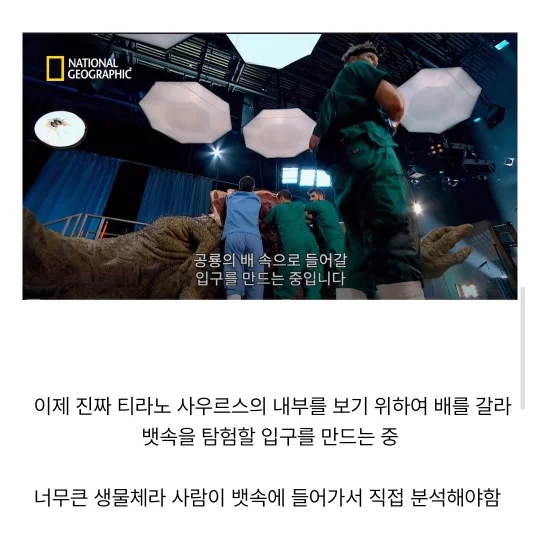 NATIONAL
GEOGRAPHIC
공룡의 배 속으로 들어갈
입구를 만드는 중입니다
이제 진짜 티라노 사우르스의 내부를 보기 위하여 배를 갈라
뱃속을 탐험할 입구를 만드는 중
너무큰 생물체라 사람이 뱃속에 들어가서 직접 분석해야함